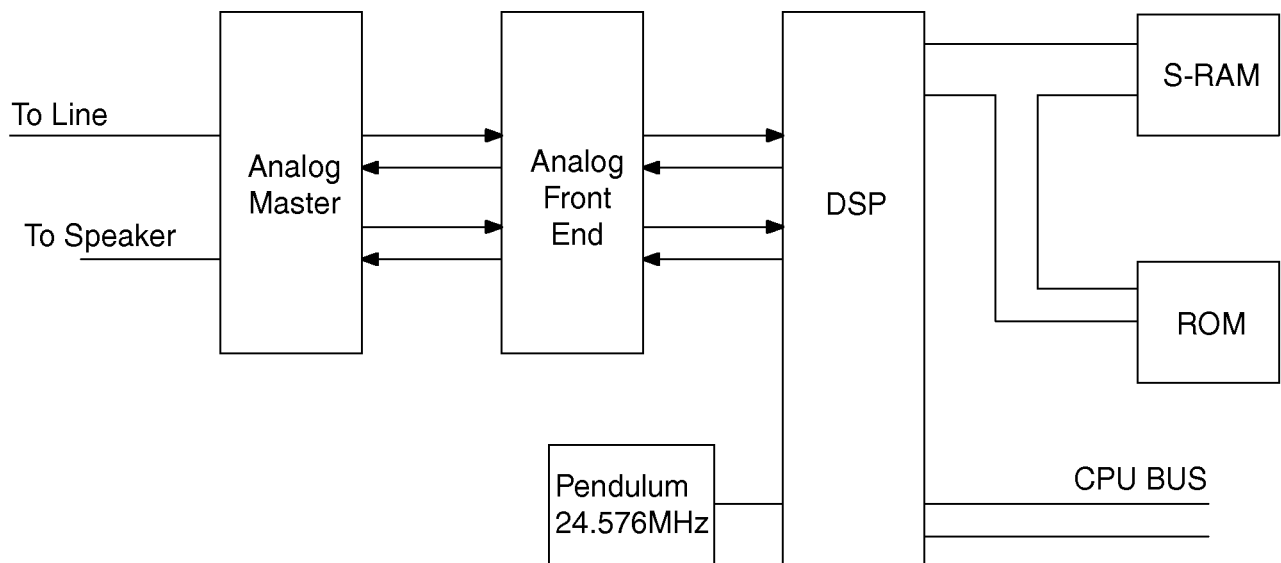 To Line
To Speaker
Analog
Master
Analog
Front
End
DSP
S-RAM
ROM
Pendulum
24.576MHz
CPU BUS